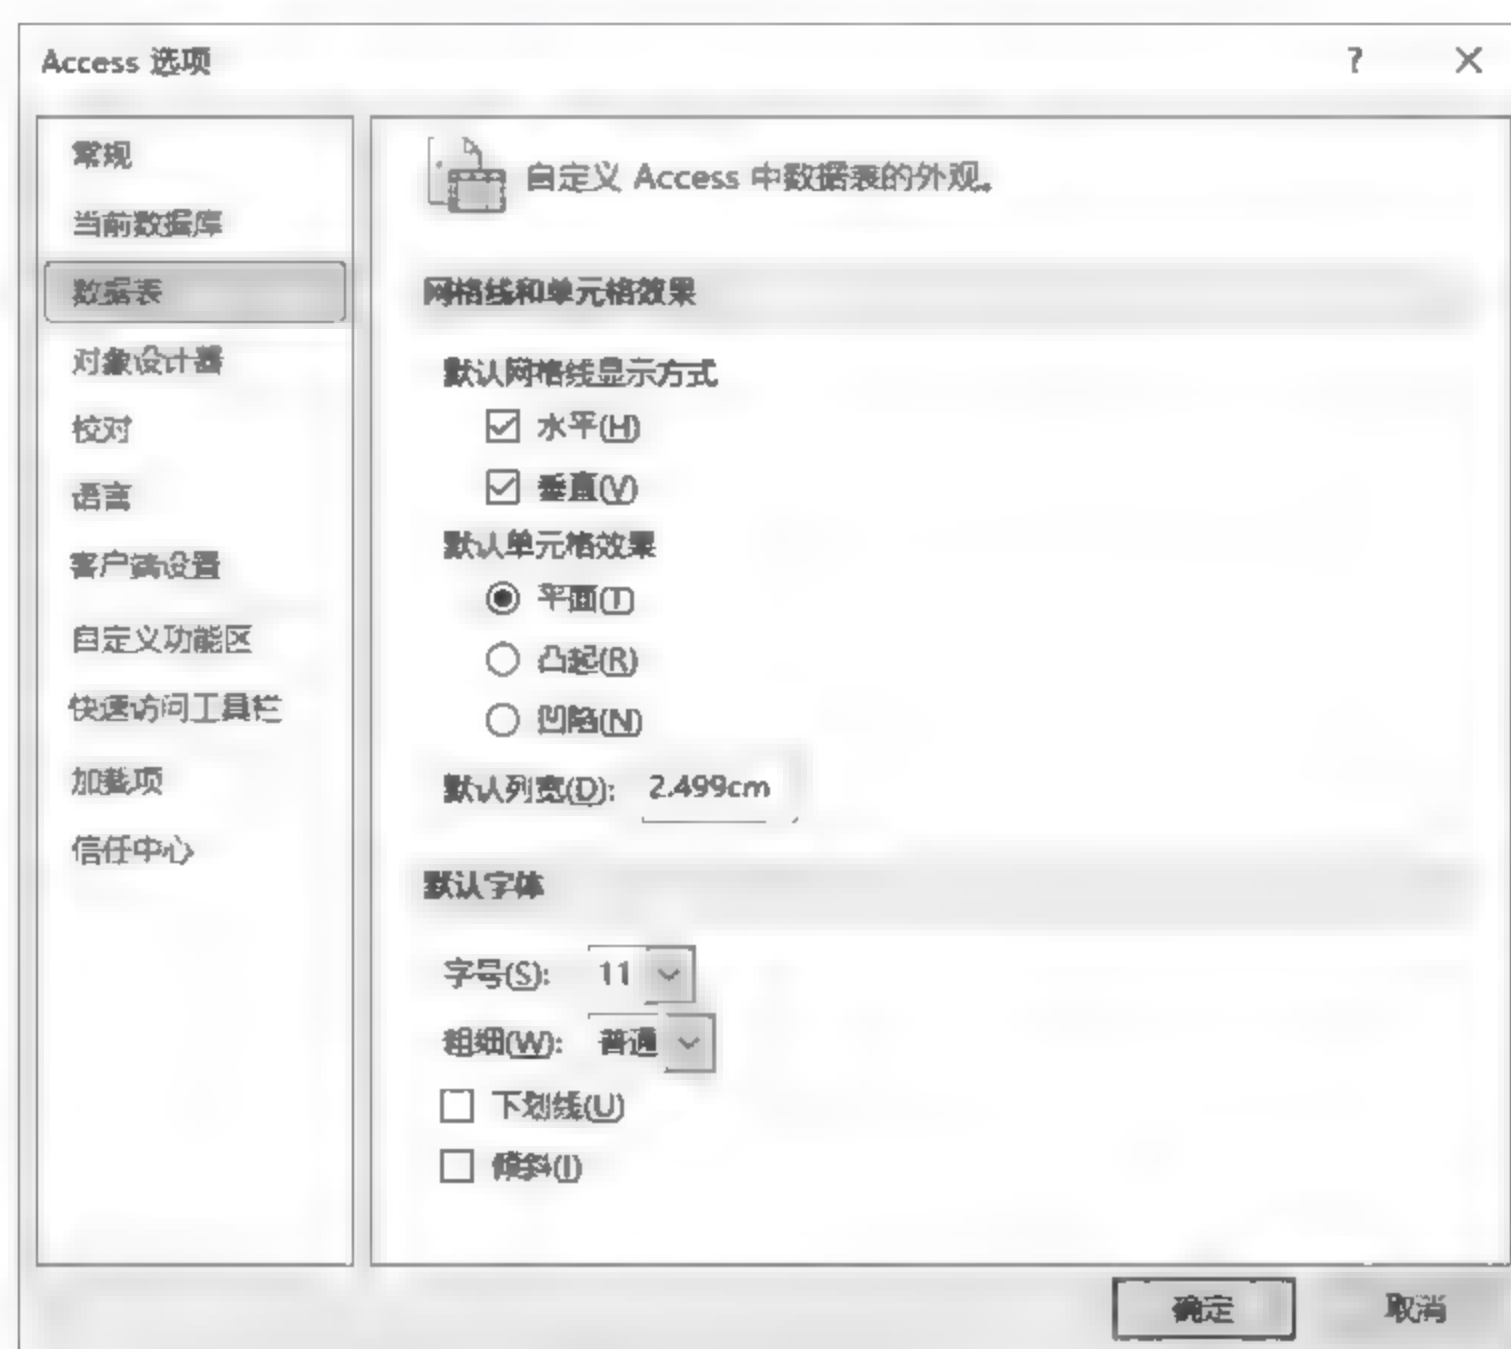 Access 选项
?
常规
当前数据库
数据表
对象设计器
校对
语言
客户端设置
自定义功能区
快速访问工具栏
加载项
信任中心
自定义 Access 中数据表的外观。
网格线和单元格效果
默认网格线显示方式
水平(H)
垂直(V)
默认单元格效果
平面(T)
凸起(R)
凹陷(N)
默认列宽(D): 2.499cm
默认字体
字号(S): 11
粗细(W): 普通
下划线(U)
倾斜(I)
确定 取消